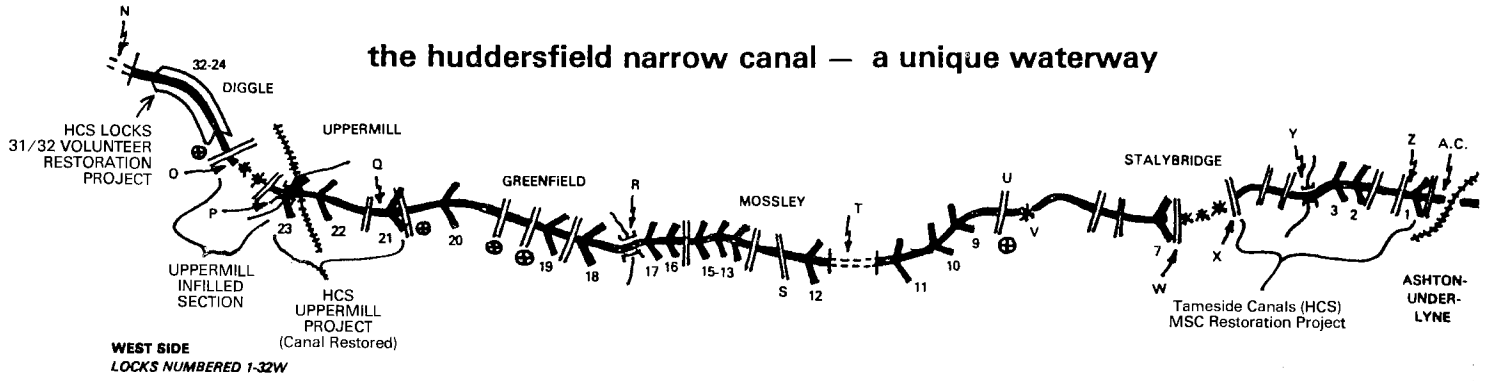 the huddersfield narrow canal — a unique waterway
N
32-24
DIGGLE
HCS LOCKS
31/32 VOLUNTEER
RESTORATION
PROJECT
O
P
UPPERMILL
23
22
Q
21
20
UPPERMILL
INFILLED
SECTION
HCS
UPPERMILL
PROJECT
(Canal Restored)
GREENFIELD
19
18
R
17
16
15-13
MOSSLEY
S
12
T
11
10
9
U
V
STALYBRIDGE
7
W
X
Y
3
2
Z
1
A.C.
Tameside Canals (HCS)
MSC Restoration Project
ASHTON-
UNDER-
LYNE
WEST SIDE
LOCKS NUMBERED 1-32W